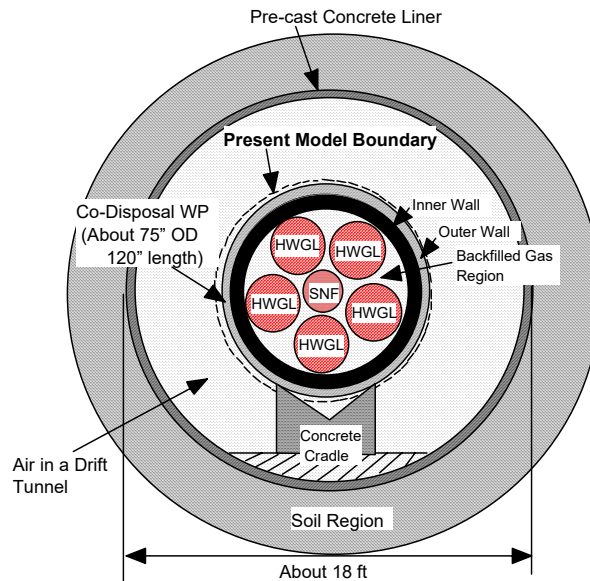 Pre-cast Concrete Liner
Present Model Boundary
Co-Disposal WP
(About 75” OD
120” length)
Inner Wall
Outer Wall
Backfilled Gas
Region
HWGL
HWGL
SNF
HWGL
HWGL
HWGL
Concrete
Cradle
Air in a Drift
Tunnel
Soil Region
About 18 ft